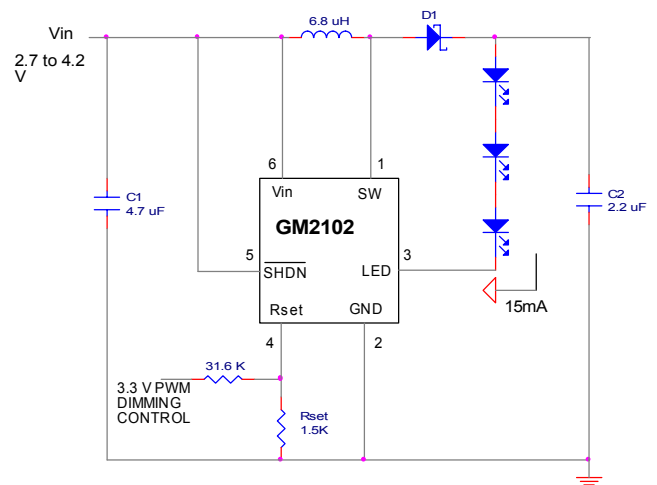 Vin
2.7 to 4.2
V
6.8 uH
D1
6
1
Vin
SW
C1
4.7 uF
GM2102
C2
2.2 uF
5
3
SHDN
LED
Rset
GND
15mA
4
2
31.6 K
3.3 V PWM
DIMMING
CONTROL
Rset
1.5K